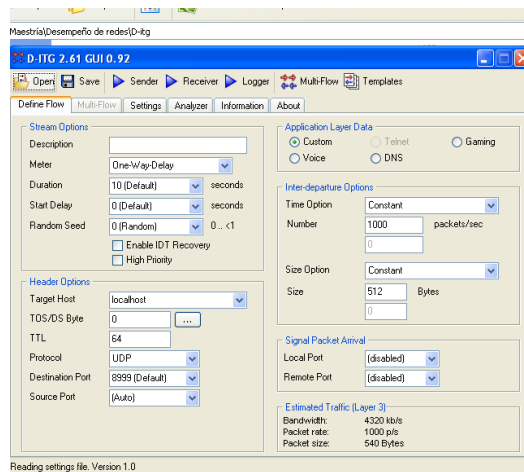 Maestría\Desempeño de redes\D-itg
D-ITG 2.61 GUI 0.92
Open Save Sender Receiver Logger Multi-Flow Templates
Define Flow Multi-Flow Settings Analyzer Information About
Stream Options
Description
Meter One-Way-Delay
Duration 10 (Default) seconds
Start Delay 0 (Default) seconds
Random Seed 0 (Random) 0 .. <1
Enable IDT Recovery
High Priority
Header Options
Target Host localhost
TOS/DS Byte 0 ...
TTL 64
Protocol UDP
Destination Port 8999 (Default)
Source Port (Auto)
Application Layer Data
Custom Telnet Gaming
Voice DNS
Inter-departure Options
Time Option Constant
Number 1000 packets/sec
0
Size Option Constant
Size 512 Bytes
0
Signal Packet Arrival
Local Port (disabled)
Remote Port (disabled)
Estimated Traffic (Layer 3)
Bandwidth: 4320 kb/s
Packet rate: 1000 p/s
Packet size: 540 Bytes
Reading settings file. Version 1.0